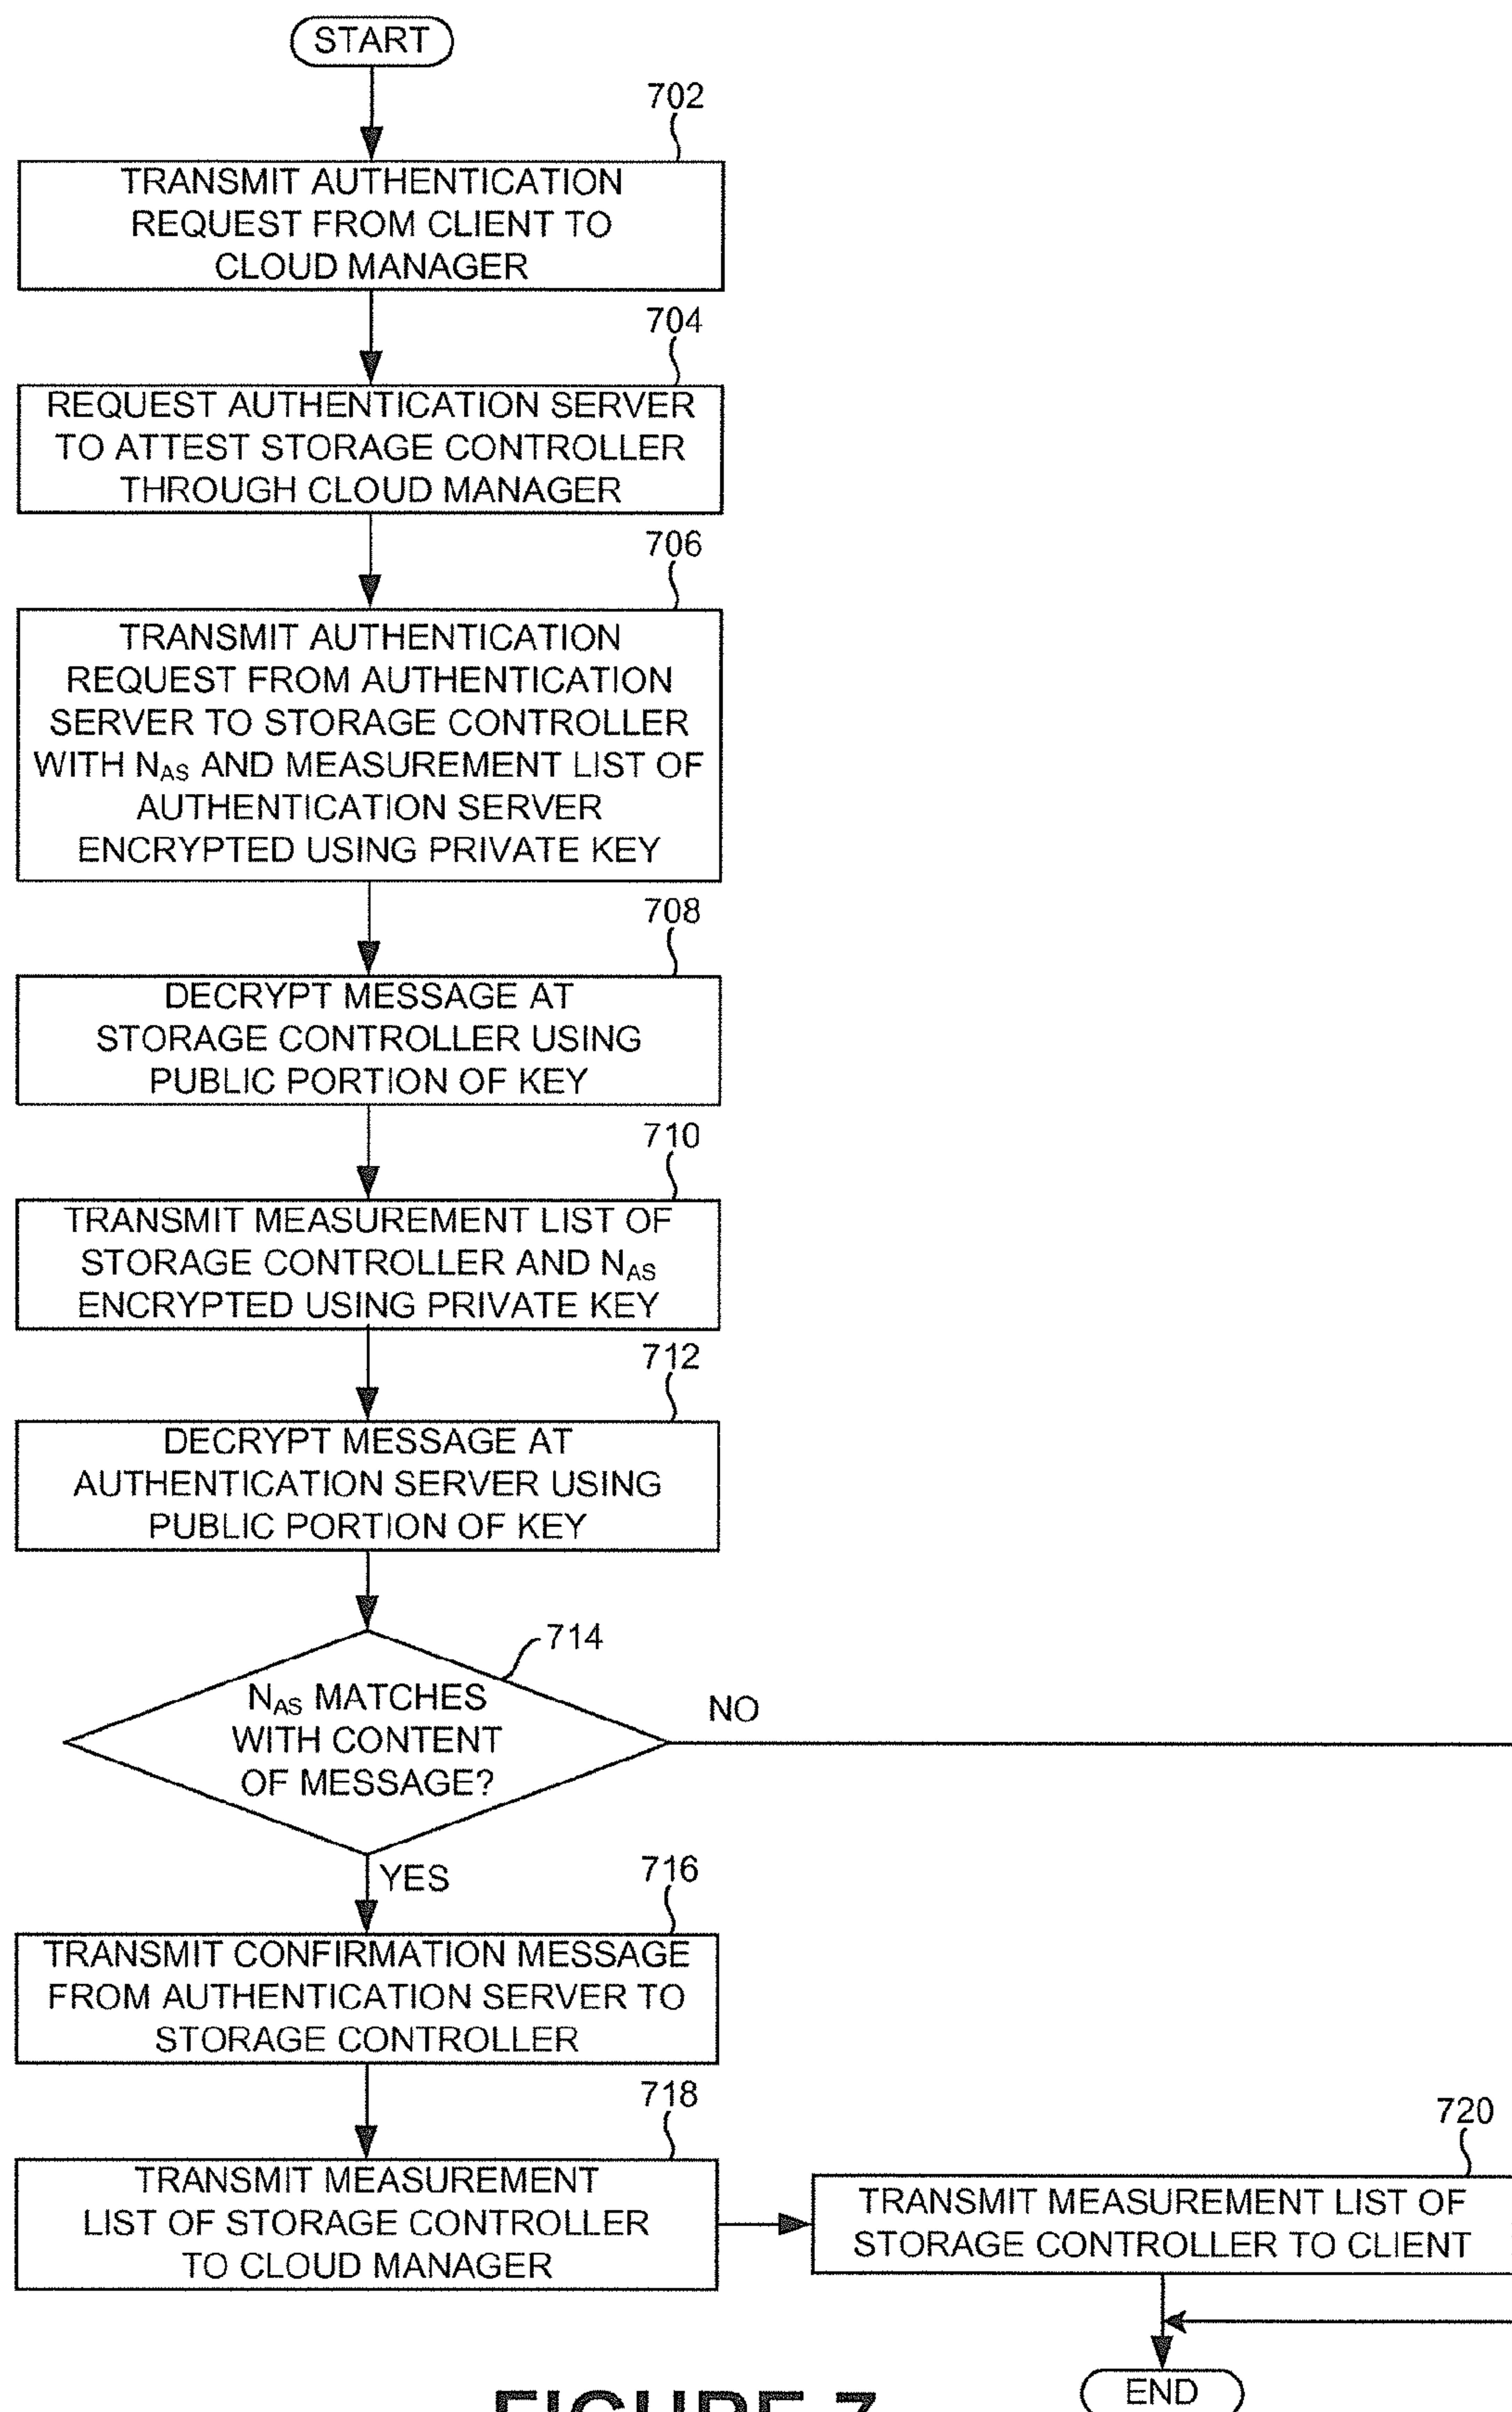 START
702
TRANSMIT AUTHENTICATION
REQUEST FROM CLIENT TO
CLOUD MANAGER
704
REQUEST AUTHENTICATION SERVER
TO ATTEST STORAGE CONTROLLER
THROUGH CLOUD MANAGER
706
TRANSMIT AUTHENTICATION
REQUEST FROM AUTHENTICATION
SERVER TO STORAGE CONTROLLER
WITH NAS AND MEASUREMENT LIST OF
AUTHENTICATION SERVER
ENCRYPTED USING PRIVATE KEY
708
DECRYPT MESSAGE AT
STORAGE CONTROLLER USING
PUBLIC PORTION OF KEY
710
TRANSMIT MEASUREMENT LIST OF
STORAGE CONTROLLER AND NAS
ENCRYPTED USING PRIVATE KEY
712
DECRYPT MESSAGE AT
AUTHENTICATION SERVER USING
PUBLIC PORTION OF KEY
714
NAS MATCHES
WITH CONTENT
OF MESSAGE?
NO
YES
716
TRANSMIT CONFIRMATION MESSAGE
FROM AUTHENTICATION SERVER TO
STORAGE CONTROLLER
718
TRANSMIT MEASUREMENT
LIST OF STORAGE CONTROLLER
TO CLOUD MANAGER
720
TRANSMIT MEASUREMENT LIST OF
STORAGE CONTROLLER TO CLIENT
END
FIGURE 7